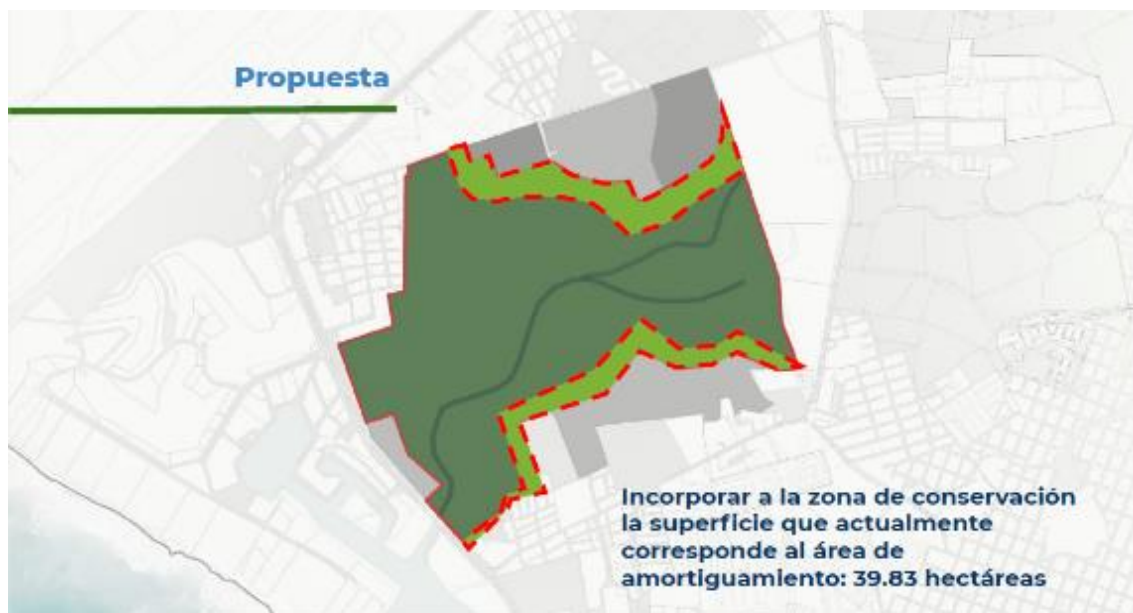 Propuesta
Incorporar a la zona de conservación
la superficie que actualmente
corresponde al área de
amortiguamiento: 39.83 hectáreas